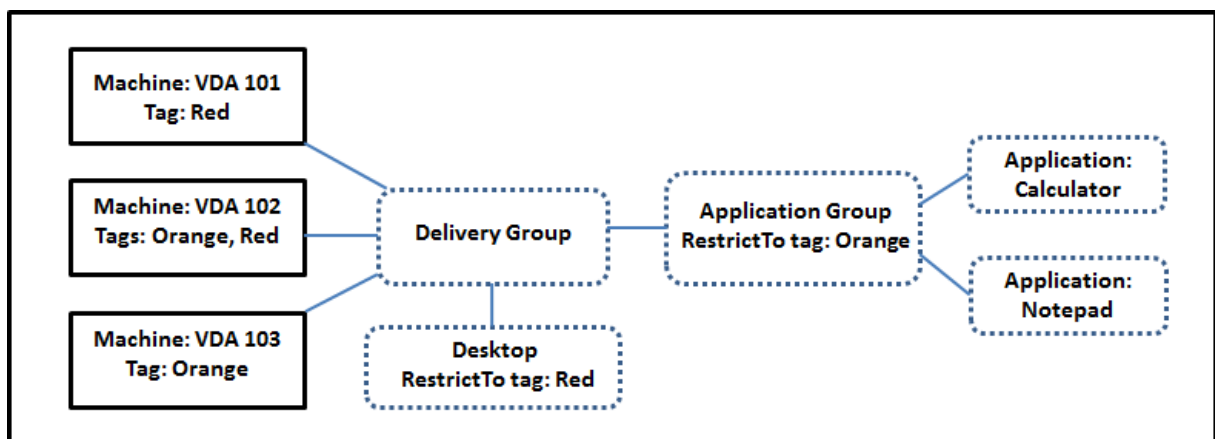 Machine: VDA 101
Tag: Red
Machine: VDA 102
Tags: Orange, Red
Machine: VDA 103
Tag: Orange
Delivery Group
Desktop
RestrictTo tag: Red
Application Group
RestrictTo tag: Orange
Application:
Calculator
Application:
Notepad